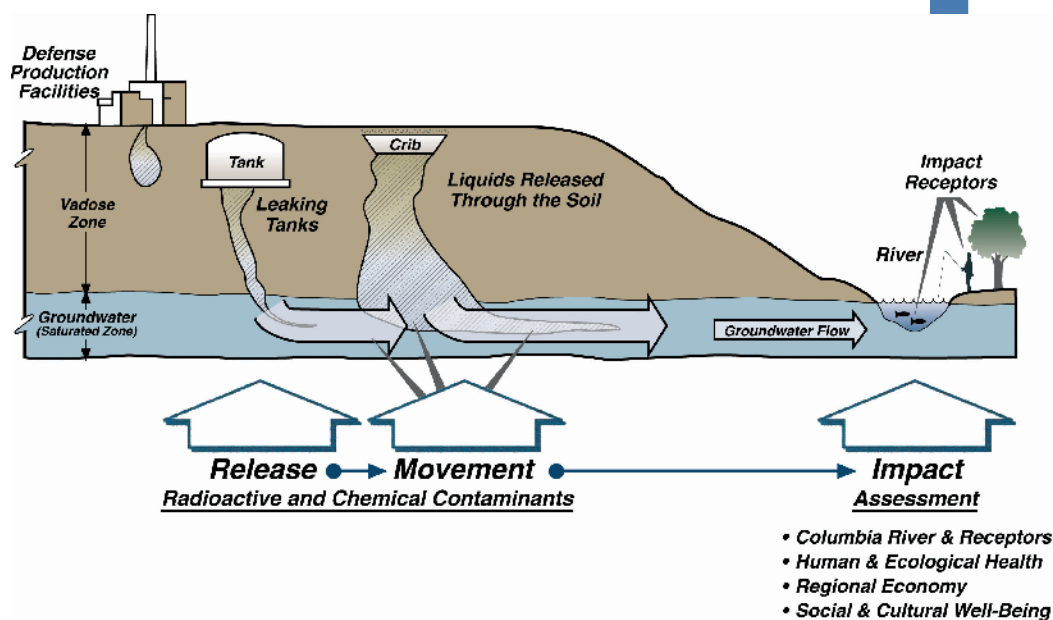 Defense
Production
Facilities
Tank
Crib
Leaking
Tanks
Liquids Released
Through the Soil
Impact
Receptors
River
Vadose
Zone
Groundwater
(Saturated Zone)
Groundwater Flow
Release
Movement
Impact
Radioactive and Chemical Contaminants
Assessment
• Columbia River & Receptors
• Human & Ecological Health
• Regional Economy
• Social & Cultural Well-Being